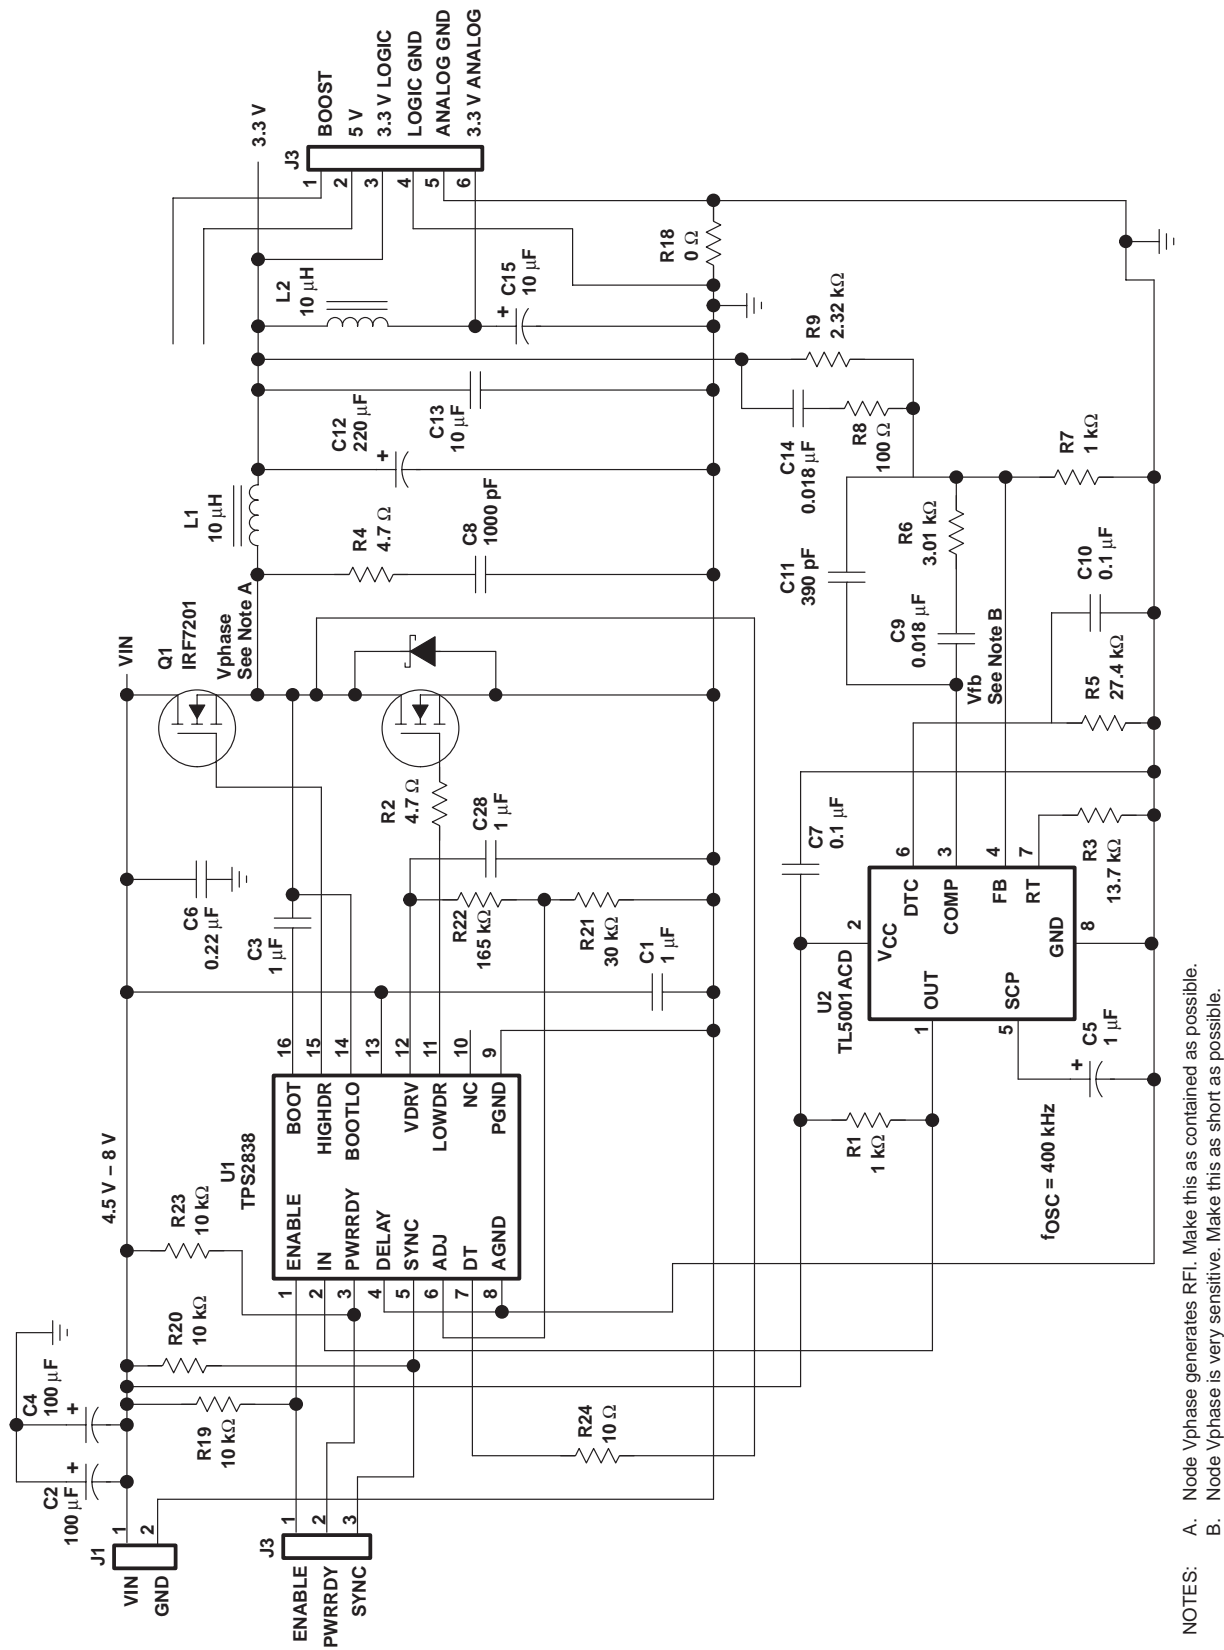 J1
VIN
GND
1
2
C2
100 µF
+
C4
100 µF
+
4.5 V – 8 V
VIN
J3
ENABLE
PWRRDY
SYNC
1
2
3
R19
10 kΩ
R20
10 kΩ
R23
10 kΩ
U1
TPS2838
1
2
3
4
5
6
7
8
ENABLE
IN
PWRRDY
DELAY
SYNC
ADJ
DT
AGND
BOOT
HIGHDR
BOOTLO
VDRV
LOWDR
NC
PGND
16
15
14
13
12
11
10
9
R24
10 Ω
C3
1 µF
C6
0.22 µF
Q1
IRF7201
Vphase
See Note A
R2
4.7 Ω
C28
1 µF
R22
165 kΩ
R21
30 kΩ
C1
1 µF
L1
10 µH
R4
4.7 Ω
C8
1000 pF
C12
220 µF
+
C13
10 µF
L2
10 µH
C15
10 µF
+
3.3 V
J3
1
2
3
4
5
6
BOOST
5 V
3.3 V LOGIC
LOGIC GND
ANALOG GND
3.3 V ANALOG
R18
0 Ω
R9
2.32 kΩ
C14
0.018 µF
R8
100 Ω
R7
1 kΩ
C11
390 pF
R6
3.01 kΩ
C9
0.018 µF
Vfb
See Note B
C10
0.1 µF
R5
27.4 kΩ
C7
0.1 µF
R3
13.7 kΩ
U2
TL5001ACD
2
VCC
6
DTC
3
COMP
4
FB
7
RT
GND
8
OUT
1
SCP
5
R1
1 kΩ
C5
1 µF
+
fOSC = 400 kHz
NOTES: A. Node Vphase generates RFI. Make this as contained as possible.
B. Node Vphase is very sensitive. Make this as short as possible.